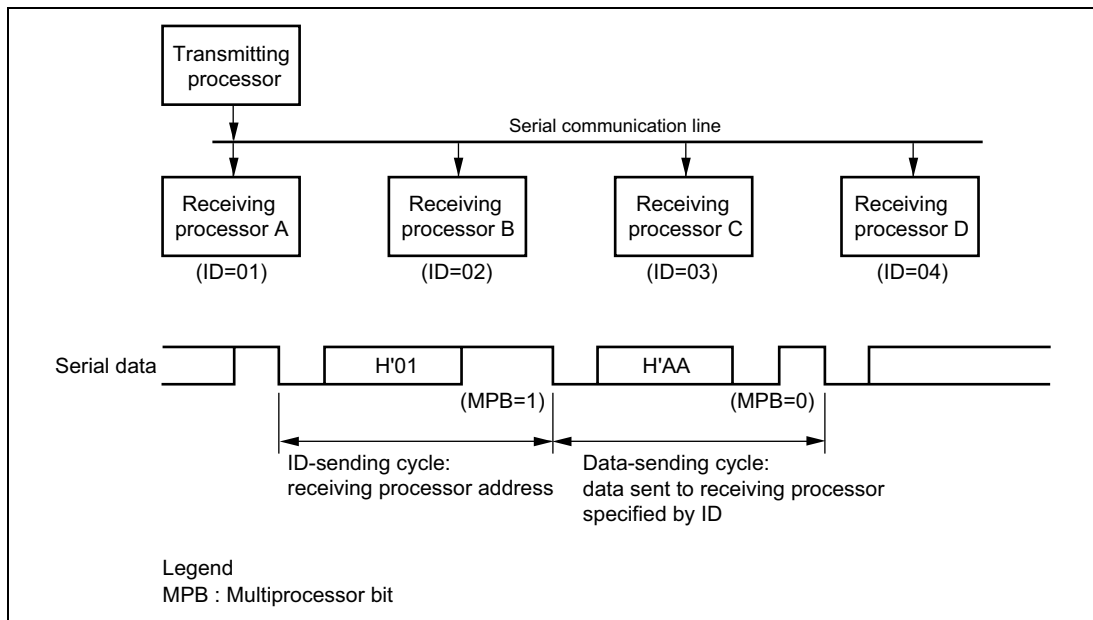 Transmitting
processor
Serial communication line
Receiving
processor A
Receiving
processor B
Receiving
processor C
Receiving
processor D
(ID=01)
(ID=02)
(ID=03)
(ID=04)
Serial data
H'01
H'AA
(MPB=1)
(MPB=0)
ID-sending cycle:
receiving processor address
Data-sending cycle:
data sent to receiving processor
specified by ID
Legend
MPB : Multiprocessor bit